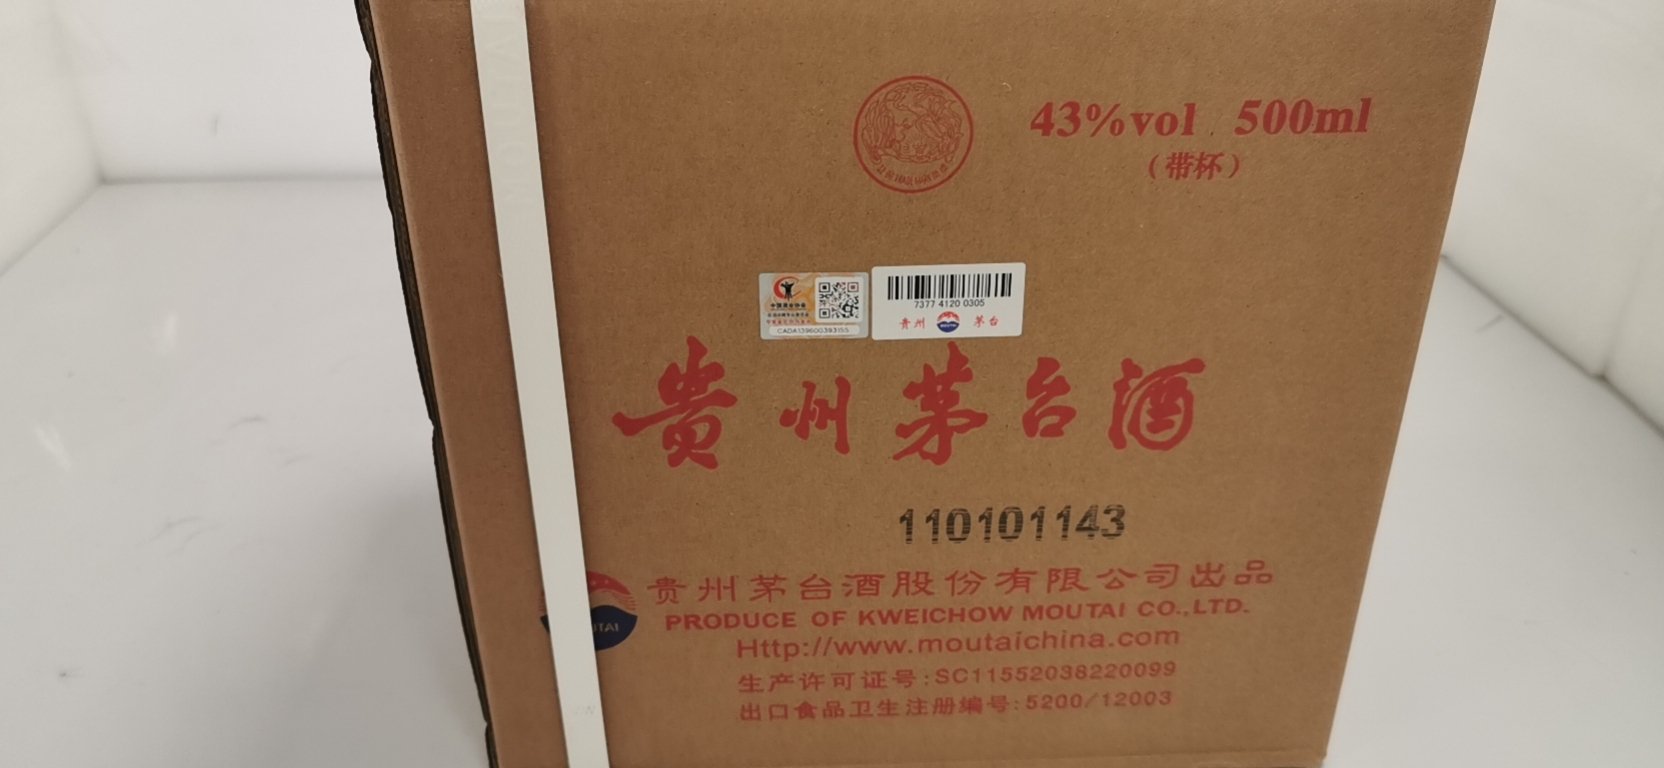 43%vol 500ml
(带杯)
7377 4120 0305
贵州 MOUTAI 茅台
CADA139600393155
贵州茅台酒
110101143
贵州茅台酒股份有限公司出品
PRODUCE OF KWEICHOW MOUTAI CO.,LTD.
Http://www.moutaichina.com
生产许可证号:SC11552038220099
出口食品卫生注册编号:5200/12003